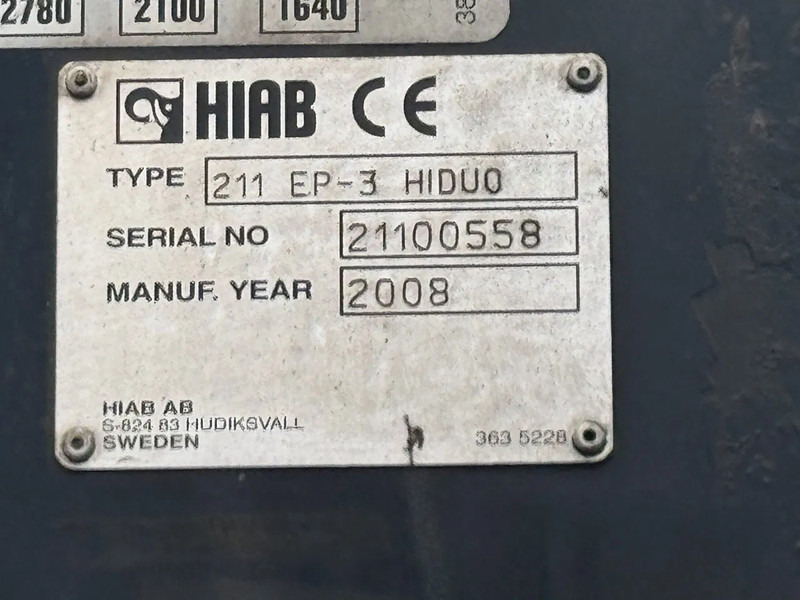 2780 2100 1640
38
HIAB CE
TYPE 211 EP-3 HIDUO
SERIAL NO 21100558
MANUF. YEAR 2008
HIAB AB
S-824 83 HUDIKSVALL
SWEDEN
363 5228